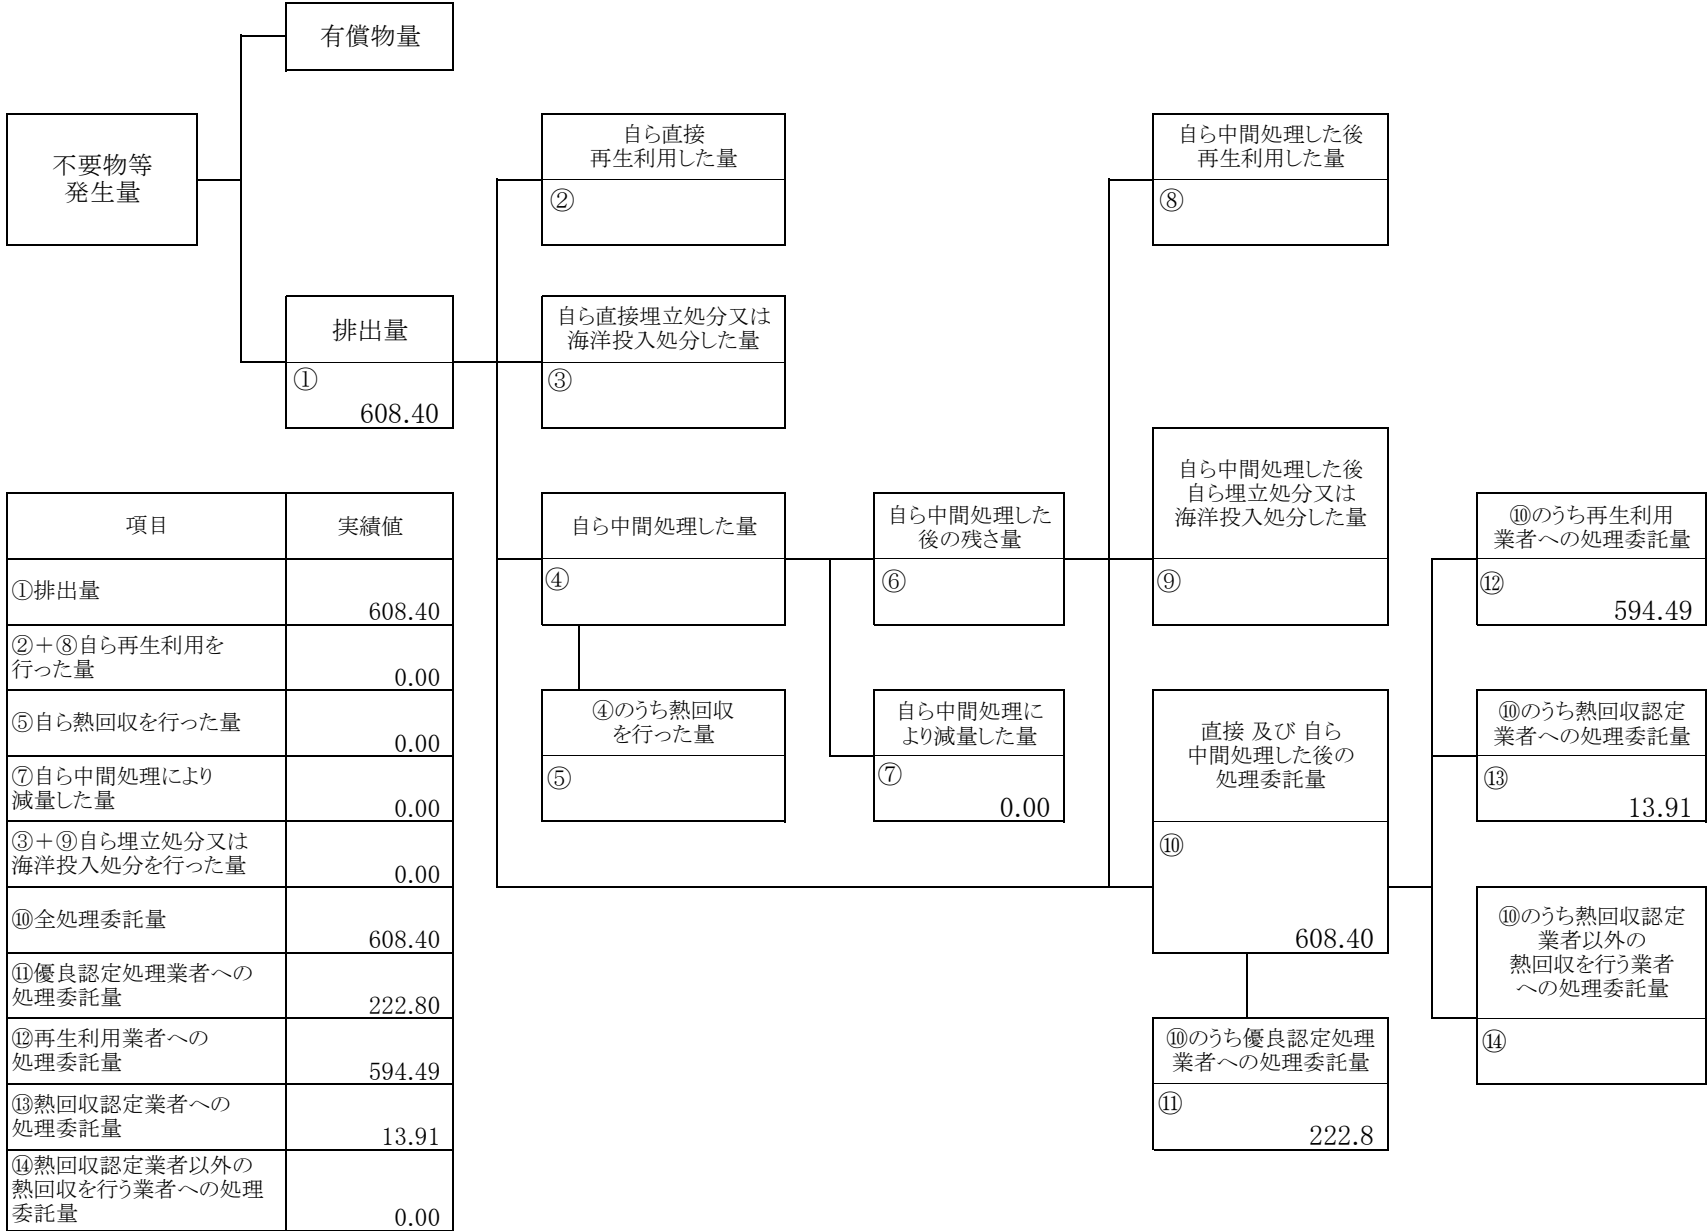 有償物量
不要物等
発生量
排出量
①
608.40
自ら直接
再生利用した量
②
自ら直接埋立処分又は
海洋投入処分した量
③
自ら中間処理した量
④
④のうち熱回収
を行った量
⑤
自ら中間処理した
後の残さ量
⑥
自ら中間処理に
より減量した量
⑦
0.00
自ら中間処理した後
再生利用した量
⑧
自ら中間処理した後
自ら埋立処分又は
海洋投入処分した量
⑨
直接 及び 自ら
中間処理した後の
処理委託量
⑩
608.40
⑩のうち優良認定処理
業者への処理委託量
⑪
222.8
⑩のうち再生利用
業者への処理委託量
⑫
594.49
⑩のうち熱回収認定
業者への処理委託量
⑬
13.91
⑩のうち熱回収認定
業者以外の
熱回収を行う業者
への処理委託量
⑭
項目 実績値
①排出量
608.40
②+⑧自ら再生利用を
行った量
0.00
⑤自ら熱回収を行った量
0.00
⑦自ら中間処理により
減量した量
0.00
③+⑨自ら埋立処分又は
海洋投入処分を行った量
0.00
⑩全処理委託量
608.40
⑪優良認定処理業者への
処理委託量
222.80
⑫再生利用業者への
処理委託量
594.49
⑬熱回収認定業者への
処理委託量
13.91
⑭熱回収認定業者以外の
熱回収を行う業者への処理
委託量
0.00